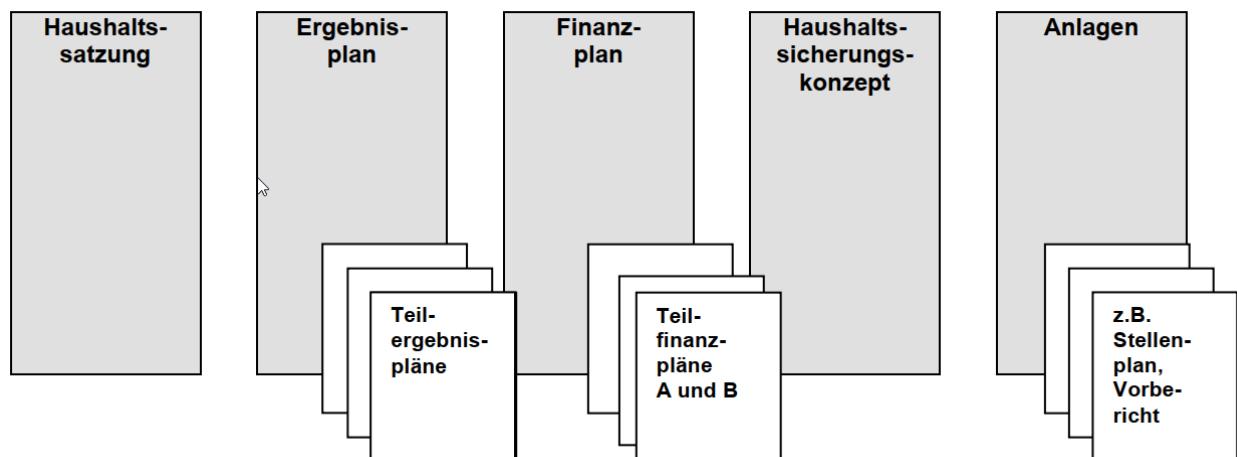 Haushalts-
satzung
Ergebnis-
plan
Finanz-
plan
Haushalts-
sicherungs-
konzept
Anlagen
Teil-
ergebnis-
pläne
Teil-
finanz-
pläne
A und B
z.B.
Stellen-
plan,
Vorbe-
richt